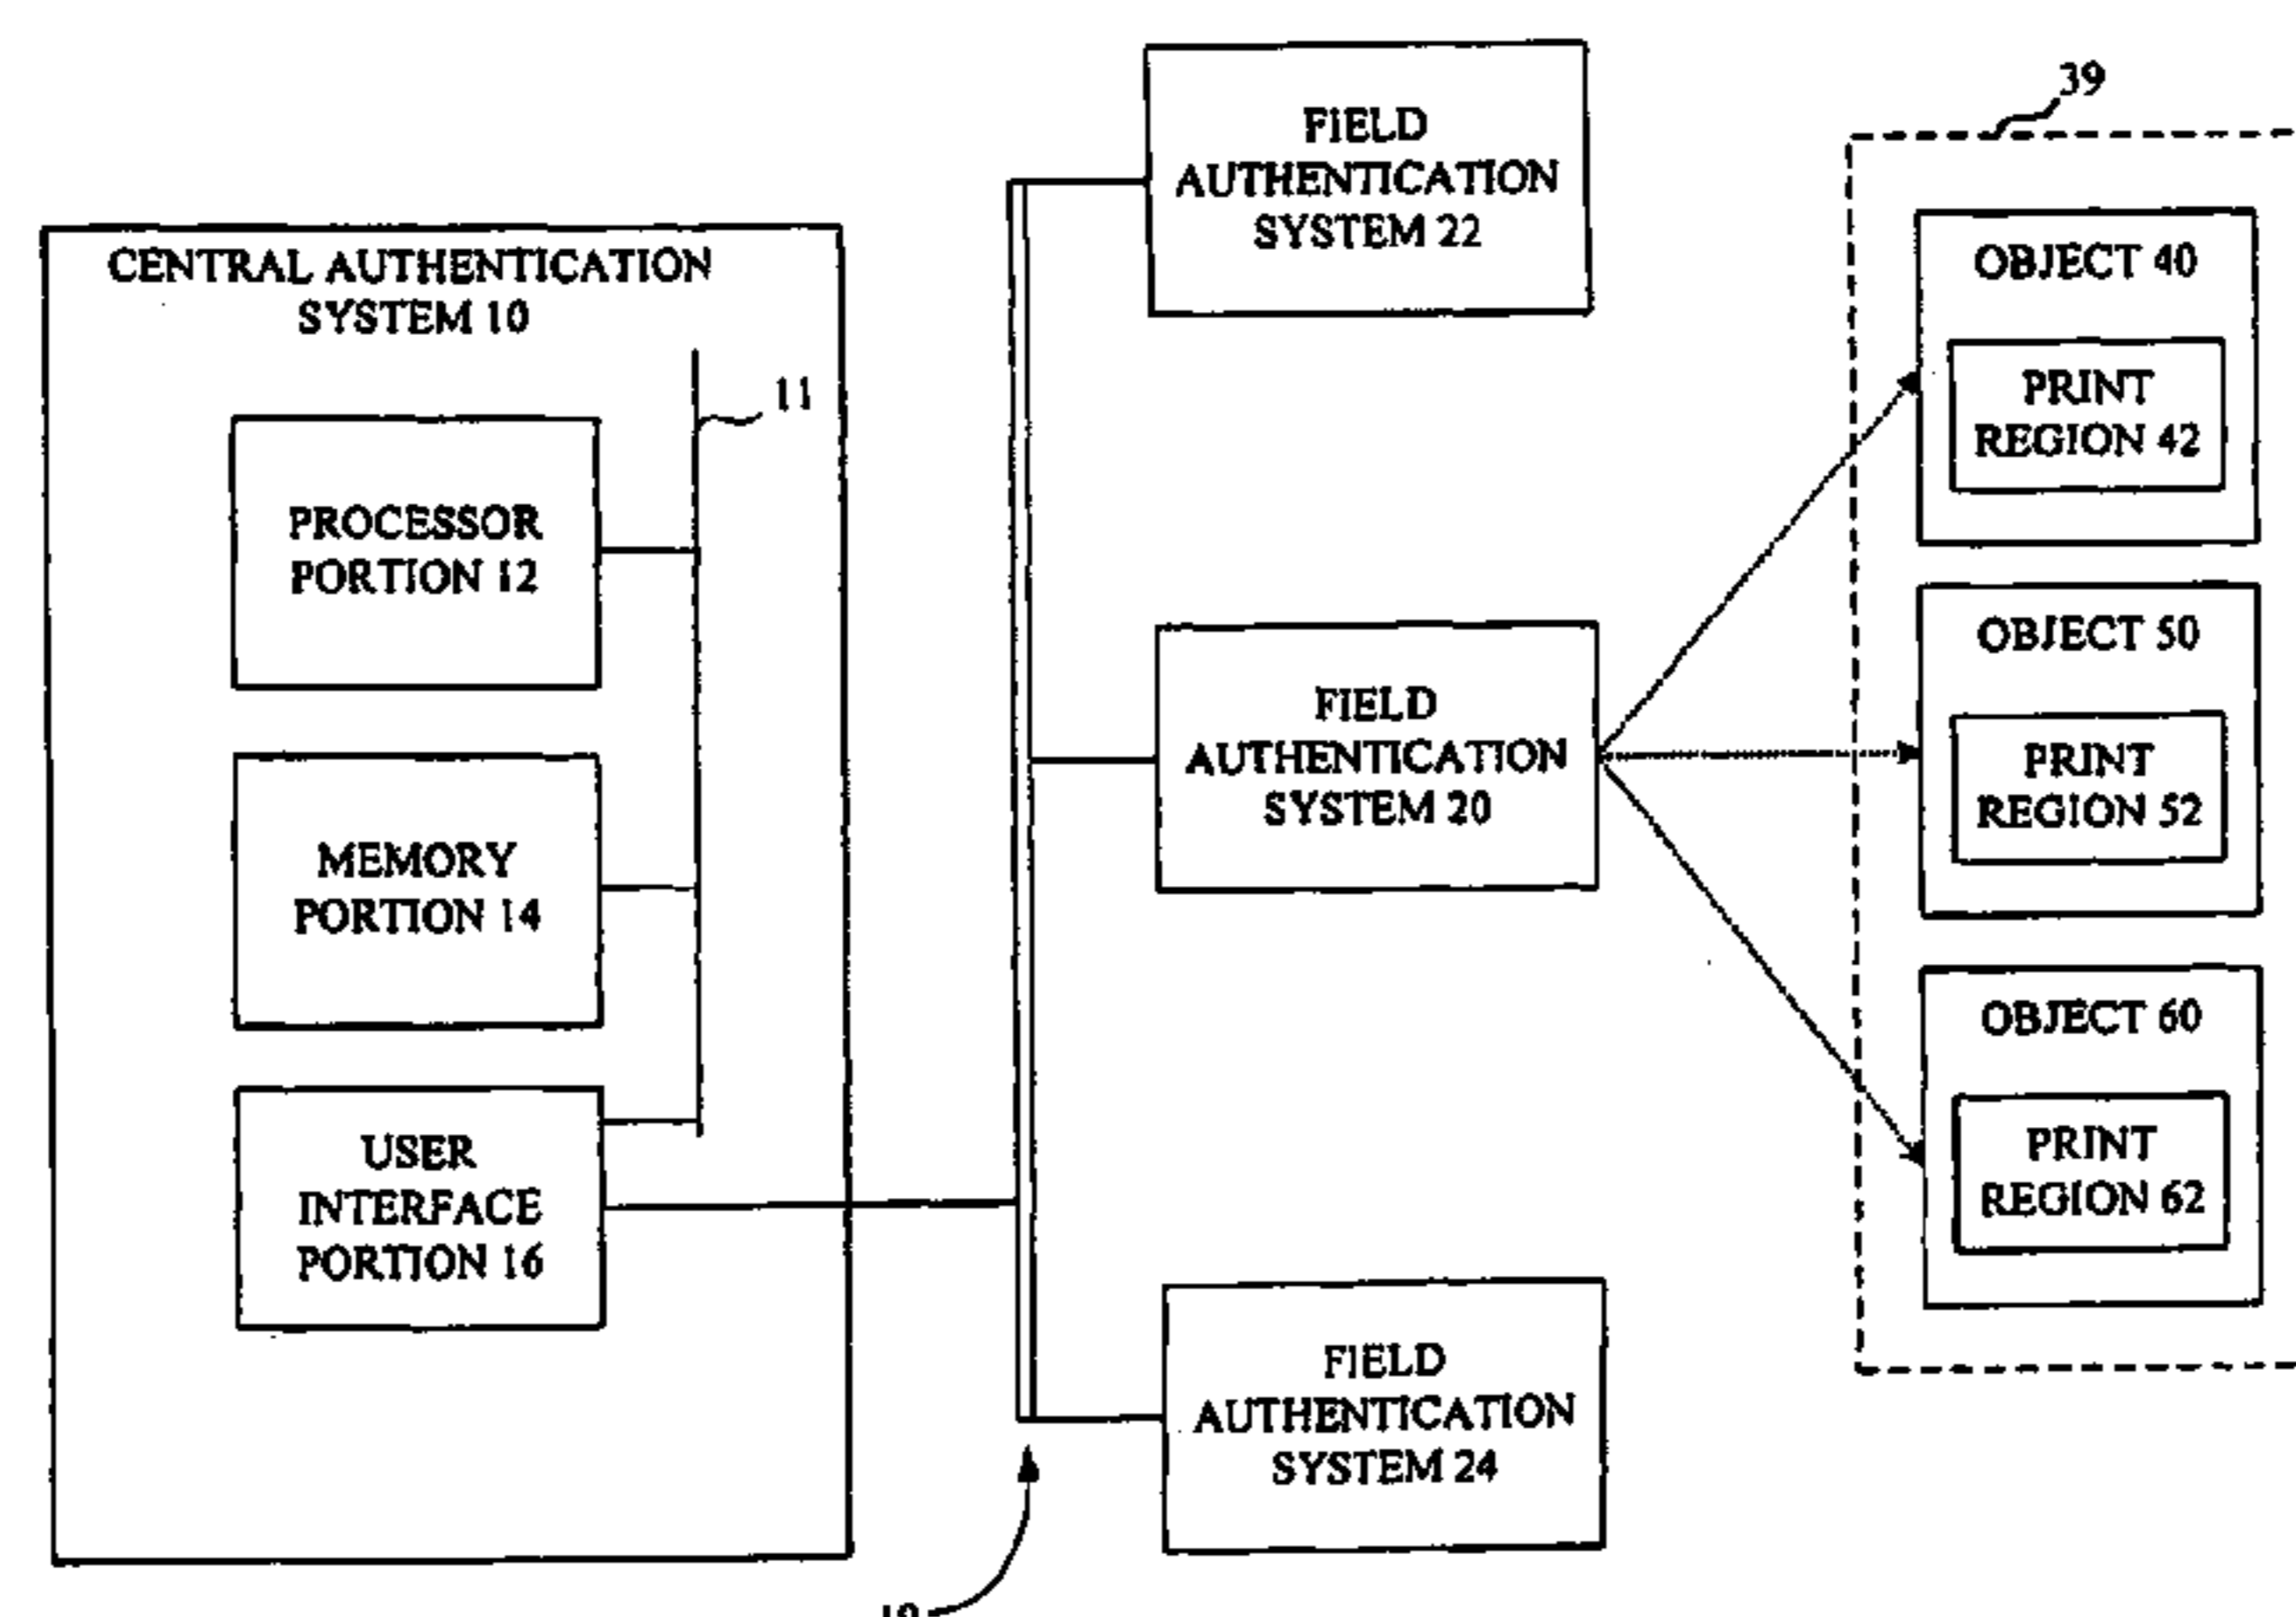 CENTRAL AUTHENTICATION
SYSTEM 10
11
PROCESSOR
PORTION 12
MEMORY
PORTION 14
USER
INTERFACE
PORTION 16
FIELD
AUTHENTICATION
SYSTEM 22
FIELD
AUTHENTICATION
SYSTEM 20
FIELD
AUTHENTICATION
SYSTEM 24
39
OBJECT 40
PRINT
REGION 42
OBJECT 50
PRINT
REGION 52
OBJECT 60
PRINT
REGION 62